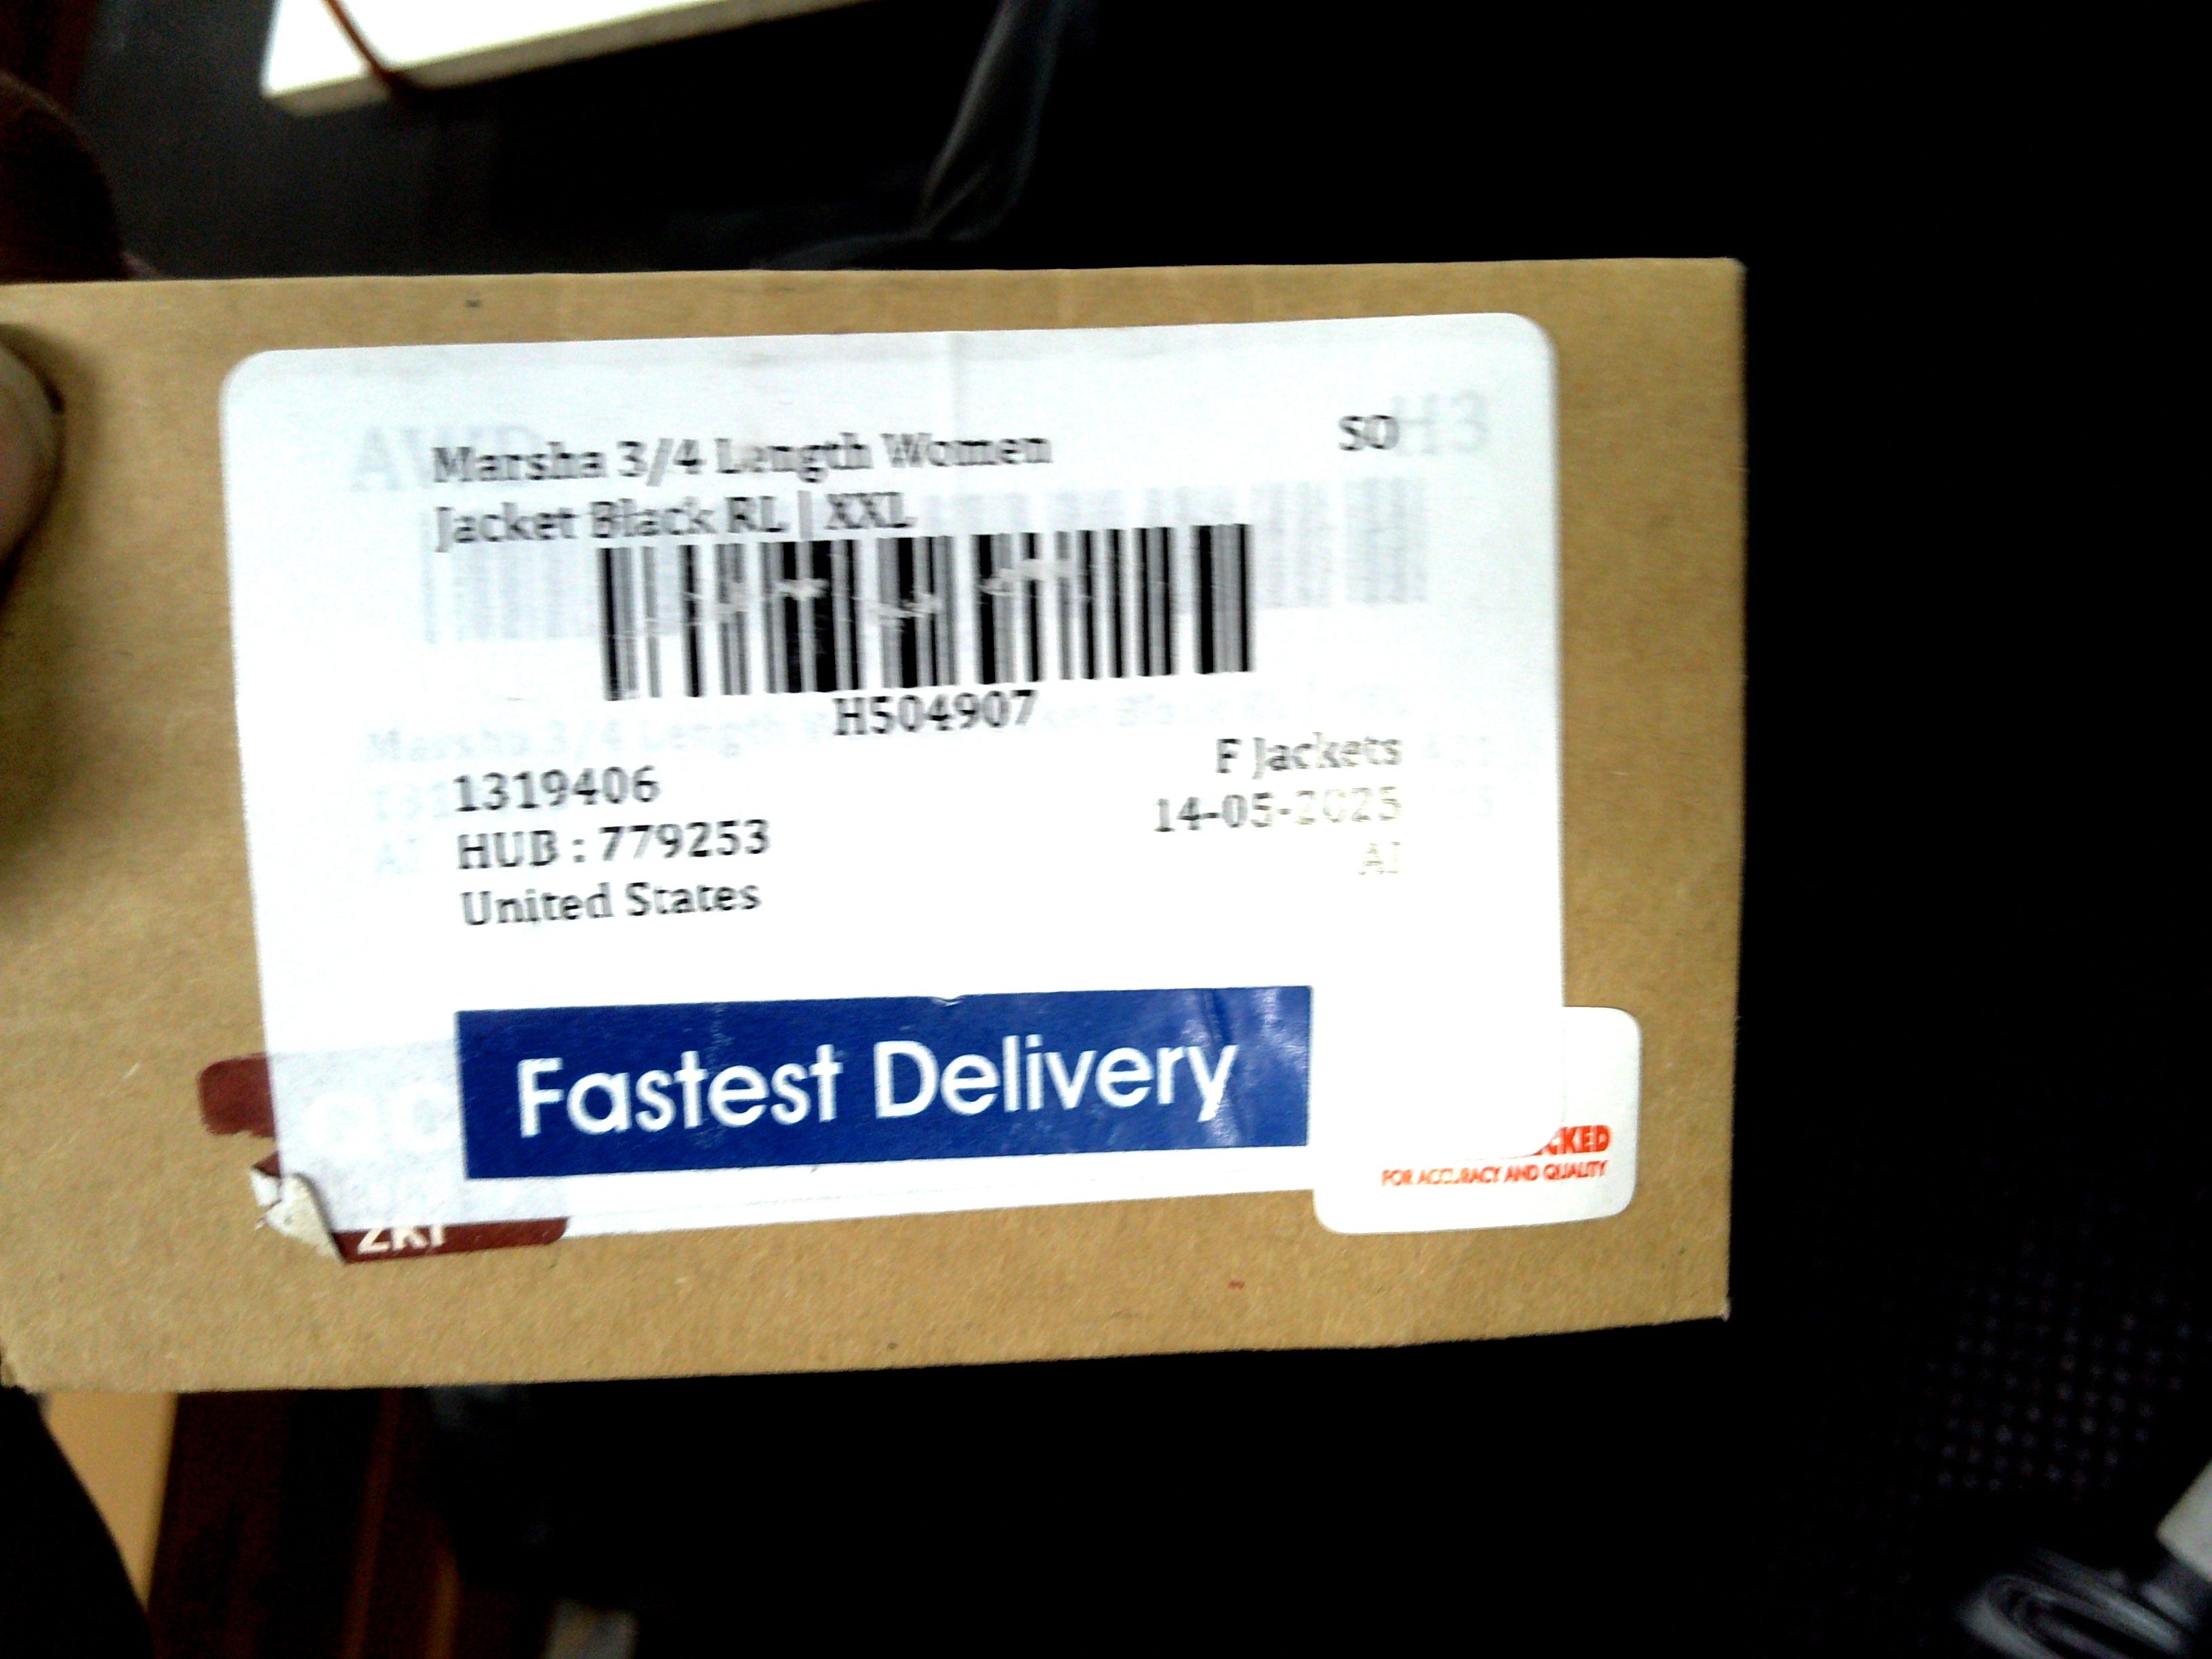 Marsha 3/4 Length Women
SO
Jacket Black RL | XXL
H504907
1319406
F Jackets
HUB : 779253
14-05-2025
United States
AI
Fastest Delivery
FOR ACCURACY AND QUALITY